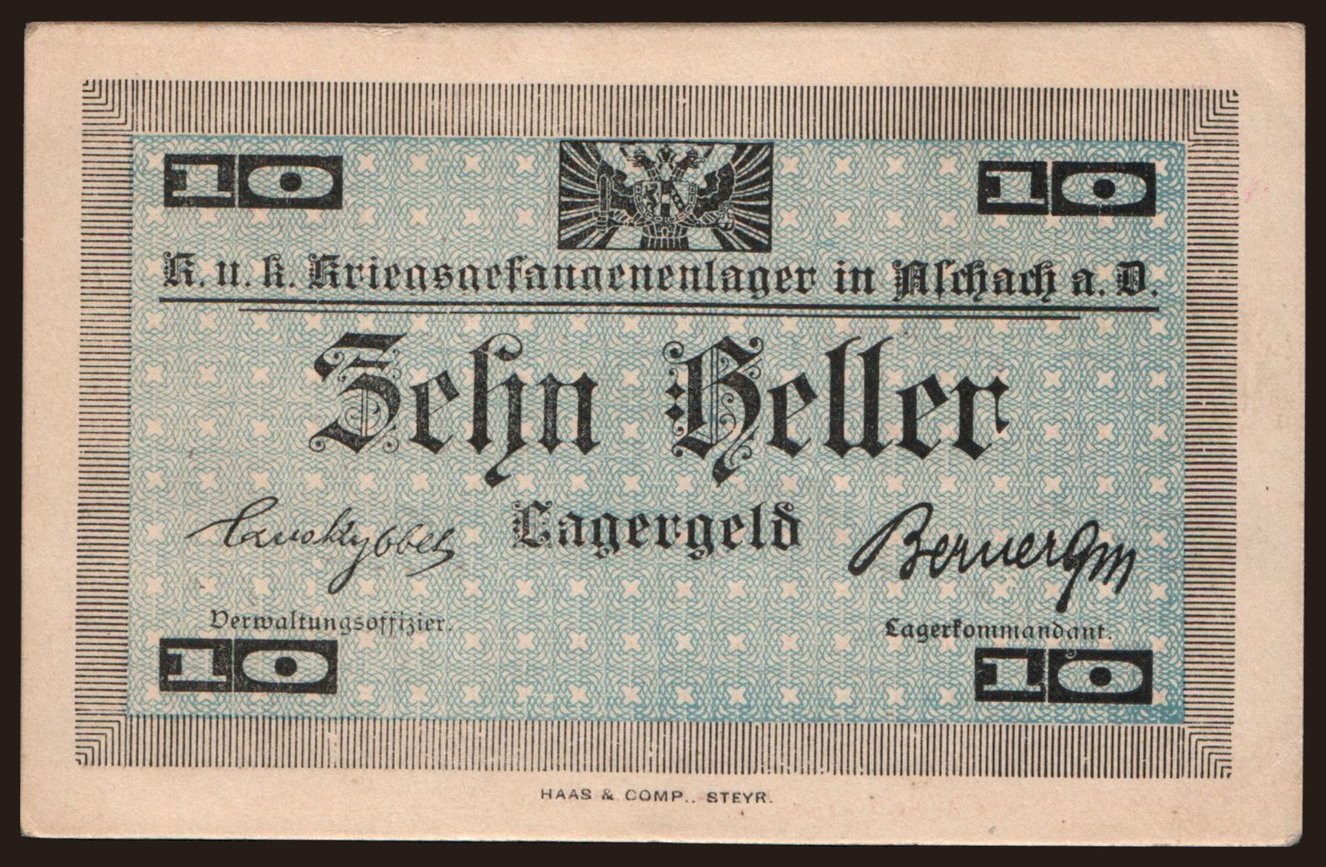 10 10
K. u. k. Kriegsgefangenenlager in Aschach a. D.
Zehn Heller
Lagergeld
Verwaltungsoffizier.
Lagerkommandant.
10 10
HAAS & COMP., STEYR.